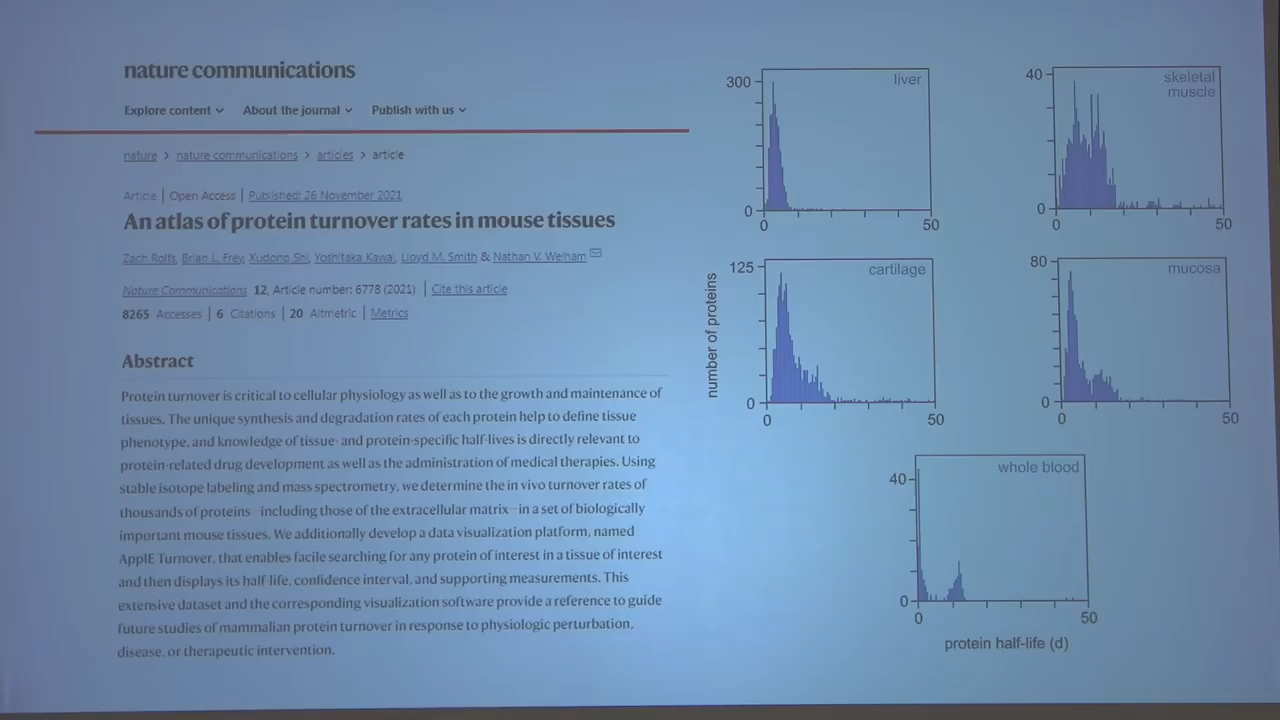 nature communications
Explore content About the journal Publish with us
nature > nature communications > articles > article
Article | Open Access | Published: 26 November 2021
An atlas of protein turnover rates in mouse tissues
Zach Rolfs, Brian L. Frey, Xudong Shi, Yoshitaka Kawai, Lloyd M. Smith & Nathan V. Welham
Nature Communications 12, Article number: 6778 (2021) | Cite this article
8265 Accesses | 6 Citations | 20 Altmetric | Metrics
Abstract
Protein turnover is critical to cellular physiology as well as to the growth and maintenance of
tissues. The unique synthesis and degradation rates of each protein help to define tissue
phenotype, and knowledge of tissue- and protein-specific half-lives is directly relevant to
protein-related drug development as well as the administration of medical therapies. Using
stable isotope labeling and mass spectrometry, we determine the in vivo turnover rates of
thousands of proteins—including those of the extracellular matrix—in a set of biologically
important mouse tissues. We additionally develop a data visualization platform, named
ApplE Turnover, that enables facile searching for any protein of interest in a tissue of interest
and then displays its half-life, confidence interval, and supporting measurements. This
extensive dataset and the corresponding visualization software provide a reference to guide
future studies of mammalian protein turnover in response to physiologic perturbation,
disease, or therapeutic intervention.
number of proteins
300
liver
0
0 50
40
skeletal
muscle
0
0 50
125
cartilage
0
0 50
80
mucosa
0
0 50
40
whole blood
0
0 50
protein half-life (d)